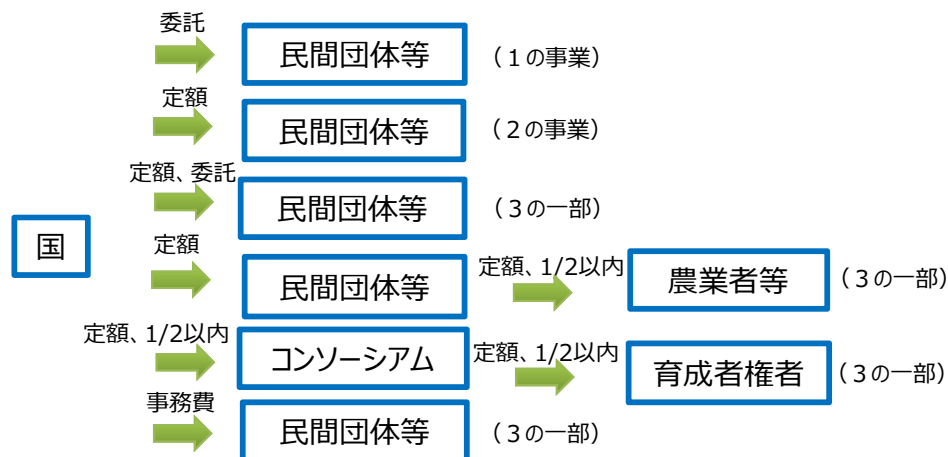 委託
民間団体等 （１の事業）
定額
民間団体等 （２の事業）
定額、委託
民間団体等 （３の一部）
国
定額
民間団体等 定額、1/2以内 農業者等 （３の一部）
定額、1/2以内
コンソーシアム 定額、1/2以内 育成者権者 （３の一部）
事務費
民間団体等 （３の一部）